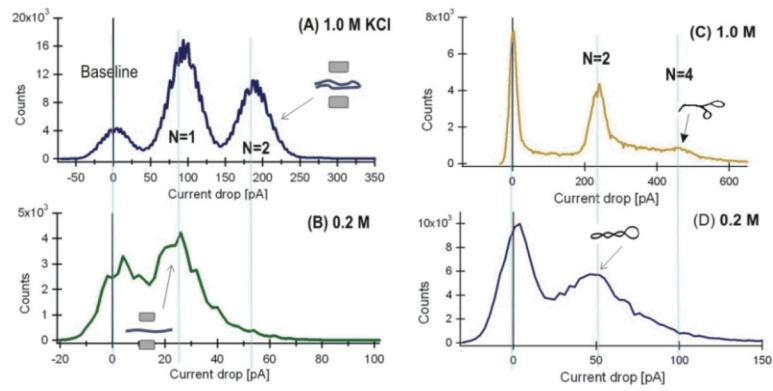 20x10³
(A) 1.0 M KCl
16
Baseline
12
8
4
0
Counts
N=1
N=2
-50 0 50 100 150 200 250 300 350
Current drop [pA]
5x10³
(B) 0.2 M
4
3
2
1
0
Counts
-20 0 20 40 60 80 100
Current drop [pA]
8x10³
(C) 1.0 M
6
N=2
N=4
4
2
0
Counts
0 200 400 600
Current drop [pA]
10x10³
(D) 0.2 M
8
6
4
2
0
Counts
0 50 100 150
Current drop [pA]